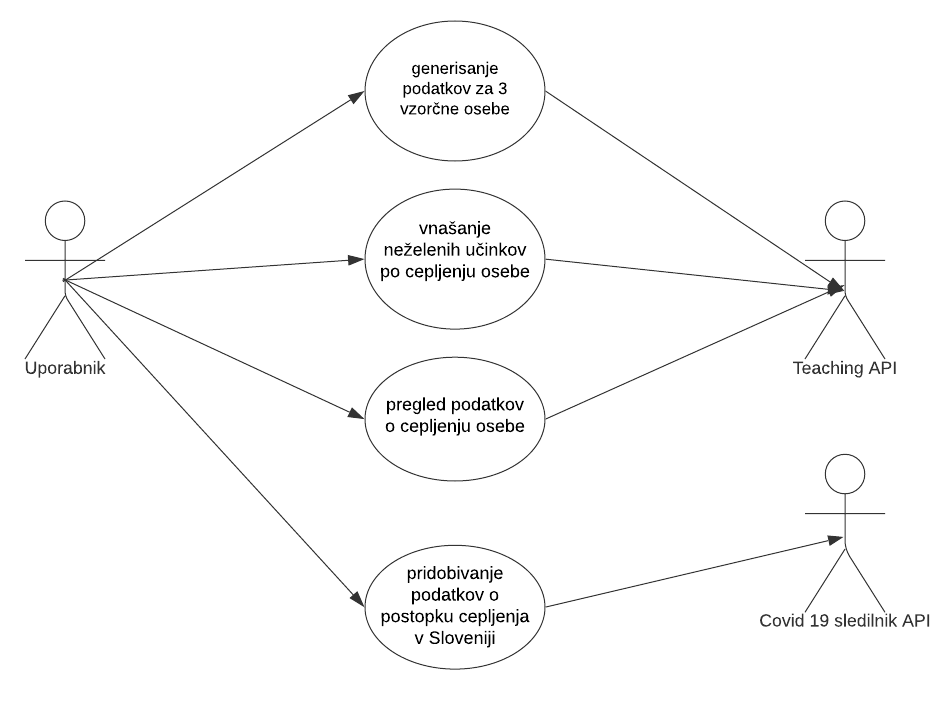 generisanje
podatkov za 3
vzorčne osebe
vnašanje
neželenih učinkov
po cepljenju osebe
Uporabnik
Teaching API
pregled podatkov
o cepljenju osebe
pridobivanje
podatkov o
postopku cepljenja
v Sloveniji
Covid 19 sledilnik API